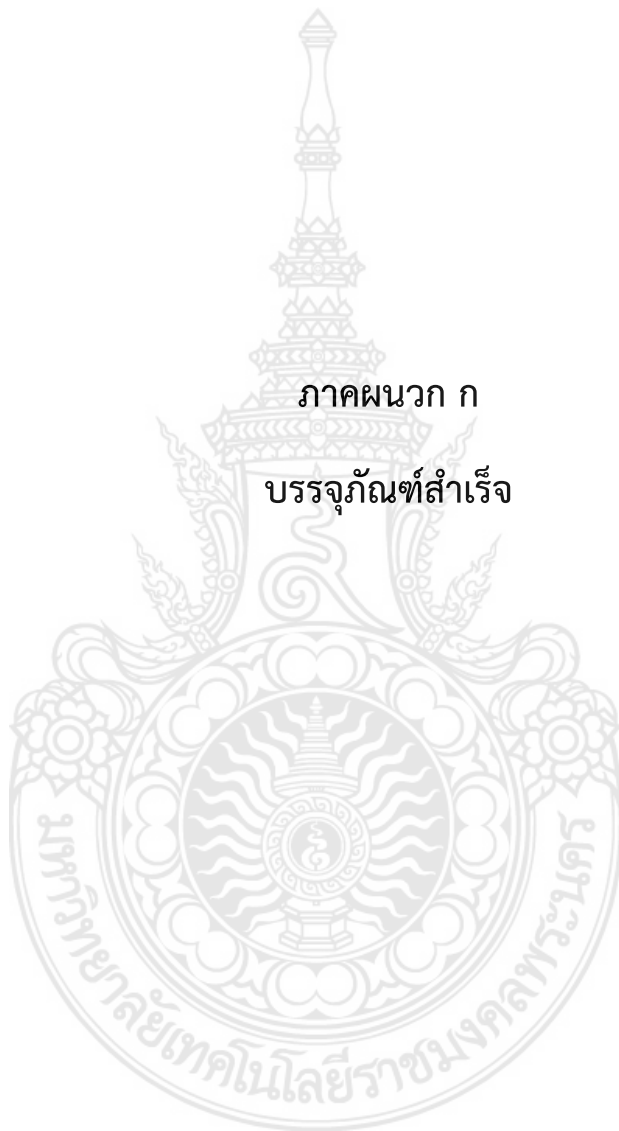 ภาคผนวก ก
บรรจุภัณฑ์สำเร็จ
มหาวิทยาลัยเทคโนโลยีราชมงคลพระนคร